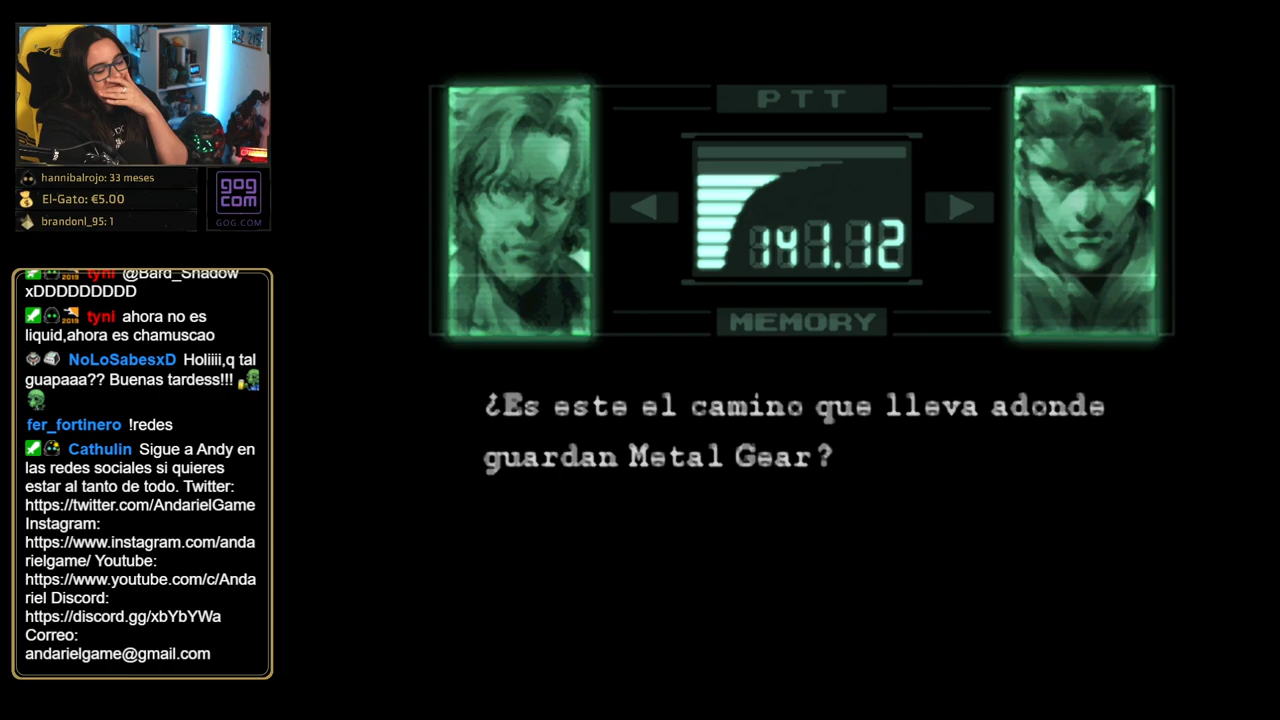 hannibalrojo: 33 meses
El-Gato: €5.00
brandonl_95: 1
gog
com
GOG.COM
tyni @Bard_Shadow
xDDDDDDDDD
tyni ahora no es
liquid,ahora es chamuscao
NoLoSabesxD Holiiii,q tal
guapaaa?? Buenas tardess!!!
fer_fortinero !redes
Cathulin Sigue a Andy en
las redes sociales si quieres
estar al tanto de todo. Twitter:
https://twitter.com/AndarielGame
Instagram:
https://www.instagram.com/anda
rielgame/ Youtube:
https://www.youtube.com/c/Anda
riel Discord:
https://discord.gg/xbYbYWa
Correo:
andarielgame@gmail.com
PTT
141.12
MEMORY
¿Es este el camino que lleva adonde
guardan Metal Gear?